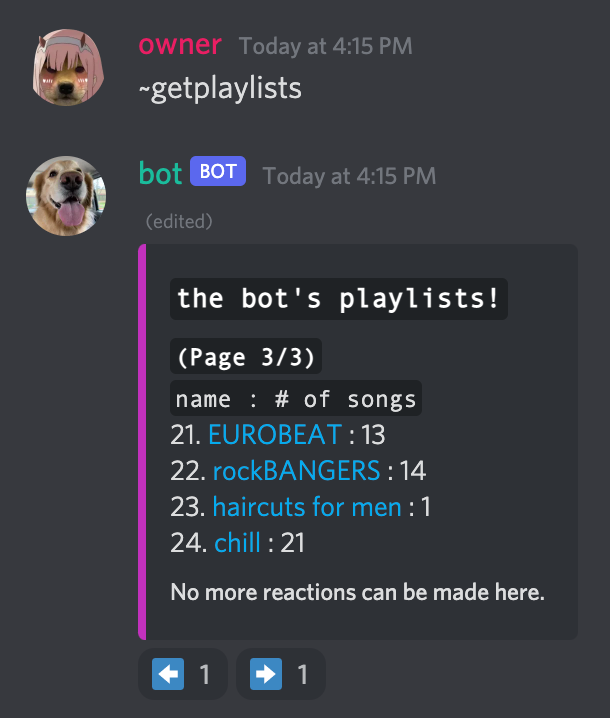 owner Today at 4:15 PM
~getplaylists
bot BOT Today at 4:15 PM
(edited)
the bot's playlists!
(Page 3/3)
name : # of songs
21. EUROBEAT : 13
22. rockBANGERS : 14
23. haircuts for men : 1
24. chill : 21
No more reactions can be made here.
1 1